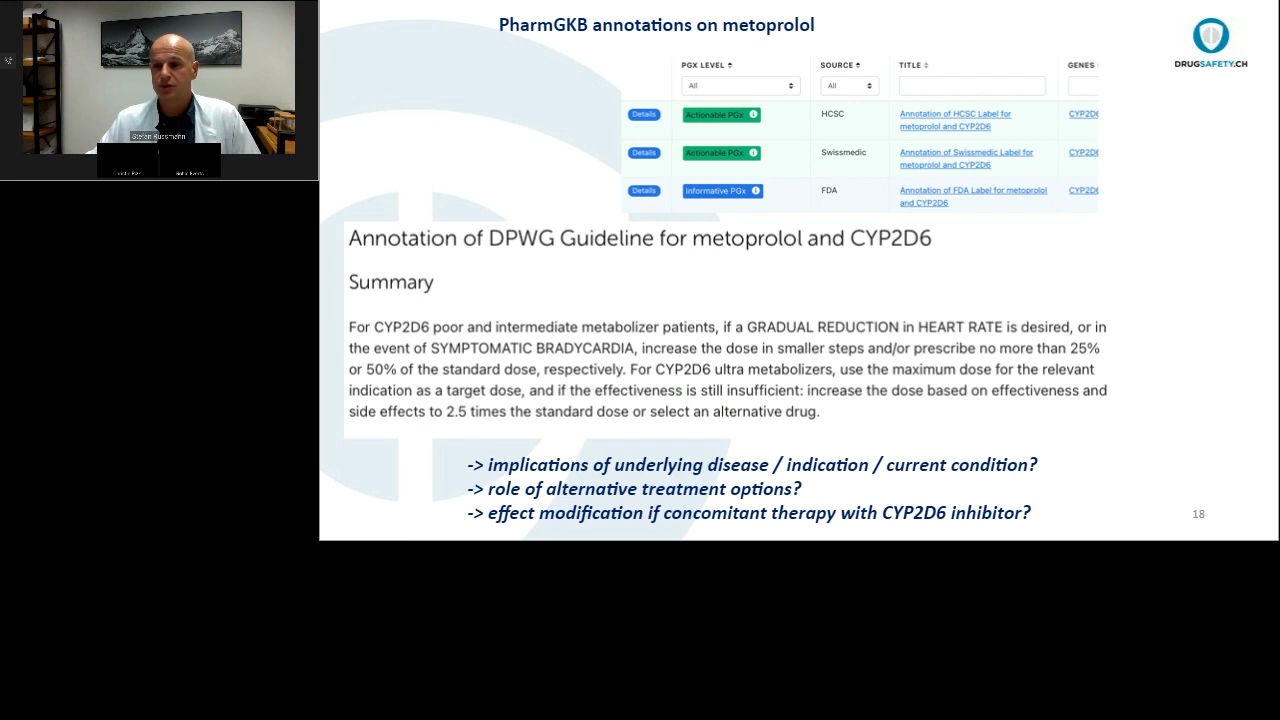 PharmGKB annotations on metoprolol
DRUGSAFETY.CH
PGX LEVEL SOURCE TITLE GENES
All All
Details Actionable PGx HCSC Annotation of HCSC Label for CYP2D6
metoprolol and CYP2D6
Details Actionable PGx Swissmedic Annotation of Swissmedic Label for CYP2D6
metoprolol and CYP2D6
Details Informative PGx FDA Annotation of FDA Label for metoprolol CYP2D6
and CYP2D6
Stefan Russmann
Annotation of DPWG Guideline for metoprolol and CYP2D6
Summary
For CYP2D6 poor and intermediate metabolizer patients, if a GRADUAL REDUCTION in HEART RATE is desired, or in
the event of SYMPTOMATIC BRADYCARDIA, increase the dose in smaller steps and/or prescribe no more than 25%
or 50% of the standard dose, respectively. For CYP2D6 ultra metabolizers, use the maximum dose for the relevant
indication as a target dose, and if the effectiveness is still insufficient: increase the dose based on effectiveness and
side effects to 2.5 times the standard dose or select an alternative drug.
-> implications of underlying disease / indication / current condition?
-> role of alternative treatment options?
-> effect modification if concomitant therapy with CYP2D6 inhibitor?
18